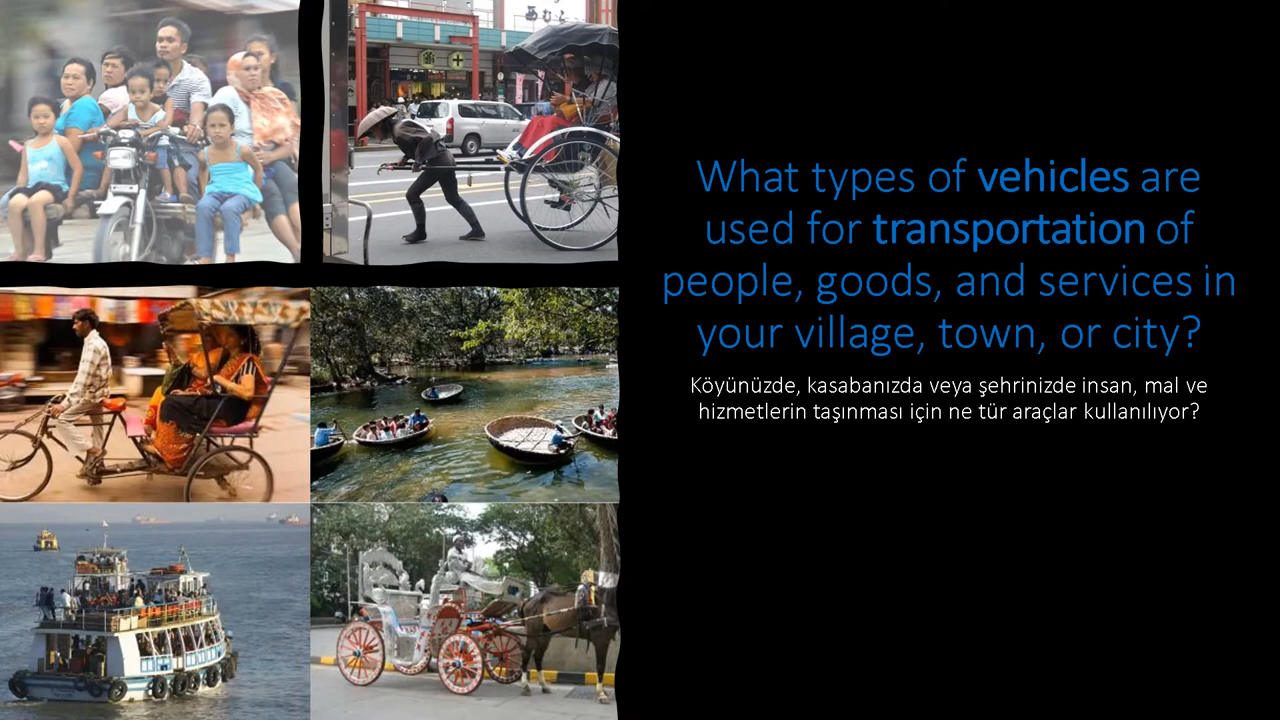 What types of vehicles are
used for transportation of
people, goods, and services in
your village, town, or city?
Köyünüzde, kasabanızda veya şehrinizde insan, mal ve
hizmetlerin taşınması için ne tür araçlar kullanılıyor?